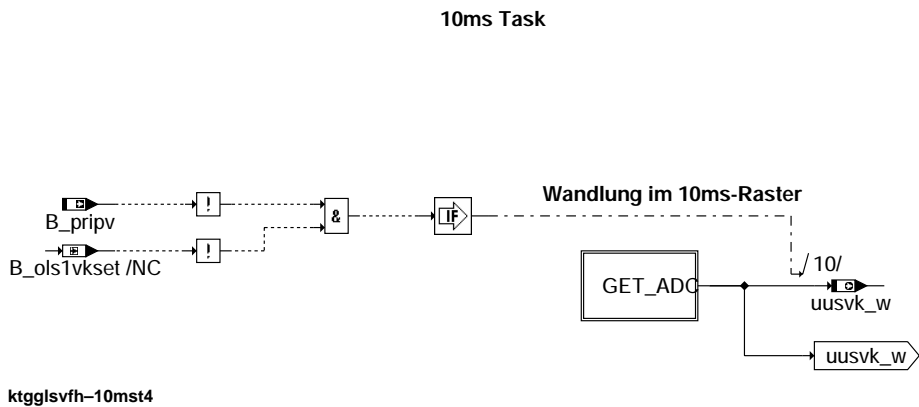 10ms Task
Wandlung im 10ms-Raster
!
B_pripv
&
IF
!
B_ols1vkset /NC
10/
GET_ADC
uusvk_w
uusvk_w
ktgglsvfh–10mst4